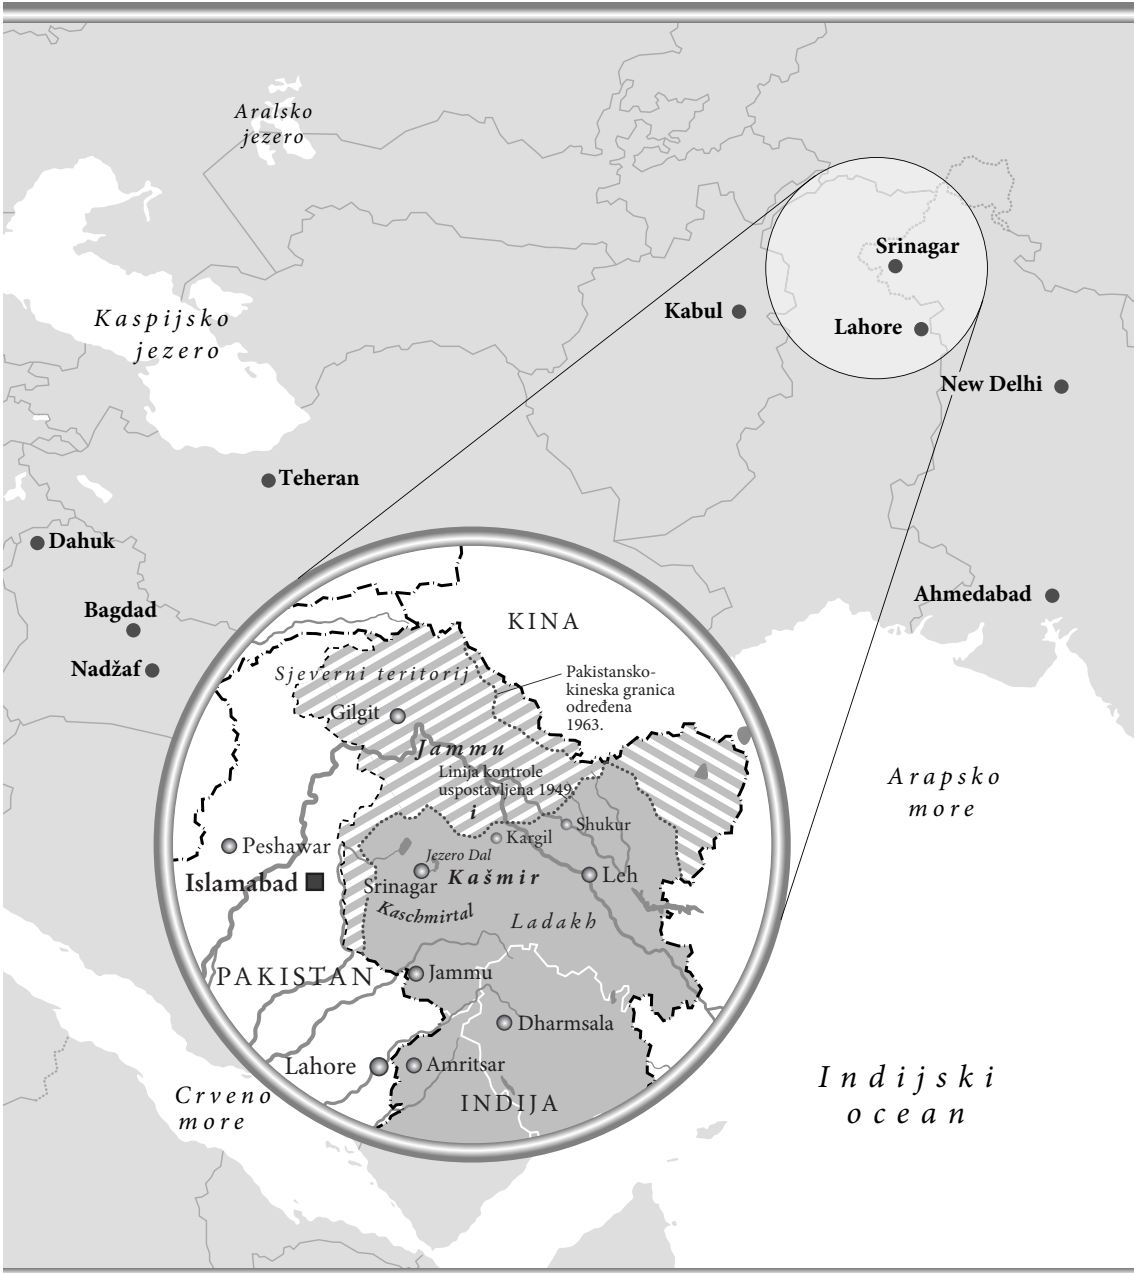 Aralsko
jezero
Srinagar
Kaspijsko
jezero
Kabul
Lahore
New Delhi
Teheran
Dahuk
Bagdad
Nadžaf
Ahmedabad
KINA
Sjeverni teritorij
Pakistansko-
kineska granica
određena
1963.
Gilgit
Jammu
Linija kontrole
uspostavljena 1949.
i
Shukur
Kargil
Peshawar
Jezero Dal
Islamabad
Srinagar
Kašmir
Leh
Kaschmirtal
Ladakh
PAKISTAN
Jammu
Dharmsala
Lahore
Amritsar
INDIJA
Arapsko
more
Crveno
more
Indijski
ocean